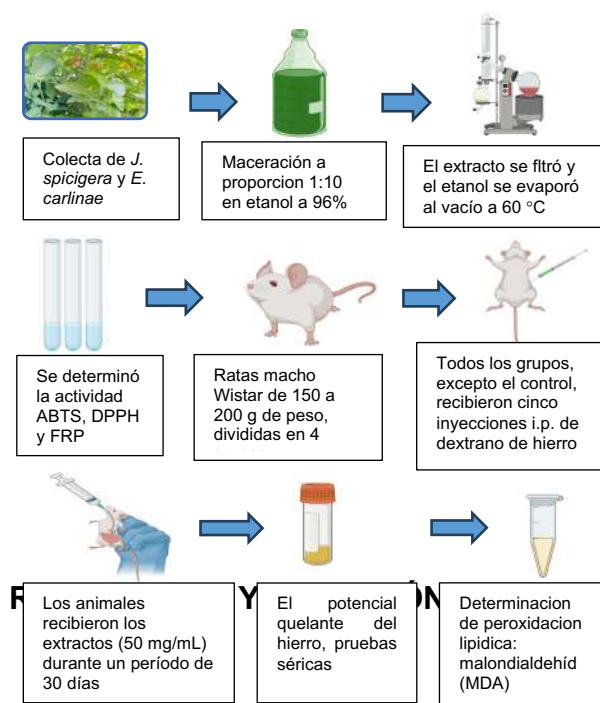 Colecta de J.
spicigera y E.
carlinae
Maceración a
proporcion 1:10
en etanol a 96%
El extracto se fltró y
el etanol se evaporó
al vacío a 60 °C
Se determinó
la actividad
ABTS, DPPH
y FRP
Ratas macho
Wistar de 150 a
200 g de peso,
divididas en 4
Todos los grupos,
excepto el control,
recibieron cinco
inyecciones i.p. de
dextrano de hierro
R Y ÓN
Los animales
recibieron los
extractos (50 mg/mL)
durante un período de
30 días
El potencial
quelante del
hierro, pruebas
séricas
Determinacion
de peroxidacion
lipidica:
malondialdehíd
(MDA)